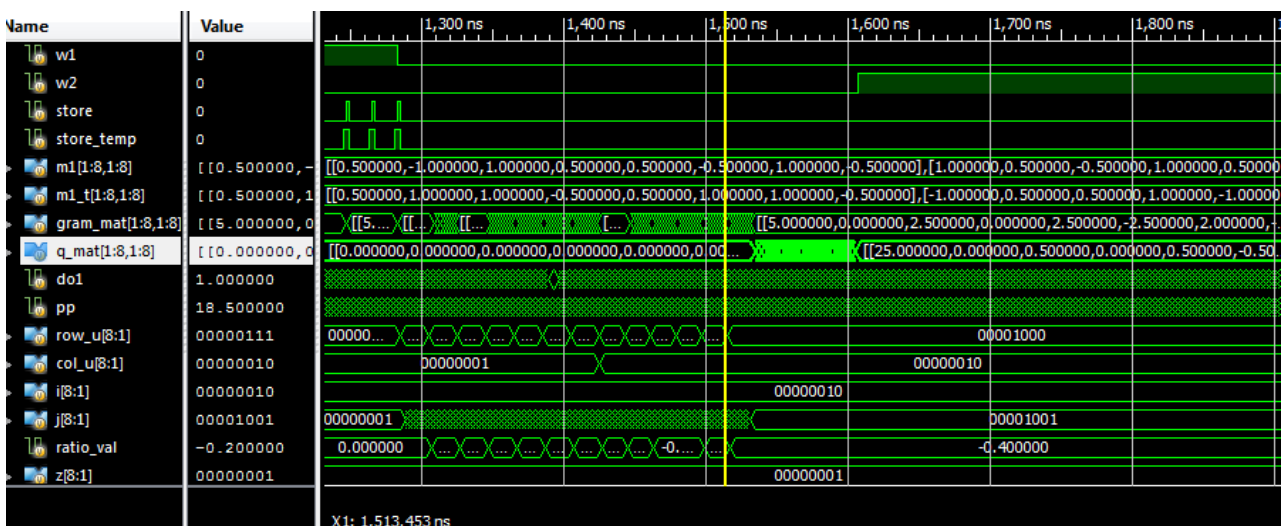 Name Value 1,300 ns 1,400 ns 1,500 ns 1,600 ns 1,700 ns 1,800 ns
w1 0
w2 0
store 0
store_temp 0
m1[1:8,1:8] [[0.500000,- [[0.500000,-1.000000,1.000000,0.500000,0.500000,-0.500000,1.000000,-0.500000],[1.000000,0.500000,-0.500000,1.000000,0.50000
m1_t[1:8,1:8] [[0.500000,1 [[0.500000,1.000000,1.000000,-0.500000,0.500000,1.000000,1.000000,-0.500000],[-1.000000,0.500000,0.500000,1.000000,-1.00000
gram_mat[1:8,1:8] [[5.000000,0 [[5.... [[... [[... [... [[5.000000,0.000000,2.500000,0.000000,2.500000,-2.500000,2.000000,-
q_mat[1:8,1:8] [[0.000000,0 [[0.000000,0.000000,0.000000,0.000000,0.000000,0.00... [[25.000000,0.000000,0.500000,0.000000,0.500000,-0.50
do1 1.000000
pp 18.500000
row_u[8:1] 00000111 00000... ... ... ... ... ... ... ... ... ... ... ... 00001000
col_u[8:1] 00000010 00000001 00000010
i[8:1] 00000010 00000010
j[8:1] 00001001 00000001 00001001
ratio_val -0.200000 0.000000 ... ... ... ... ... ... -0.... ... ... -0.400000
z[8:1] 00000001 00000001
X1: 1,513.453 ns